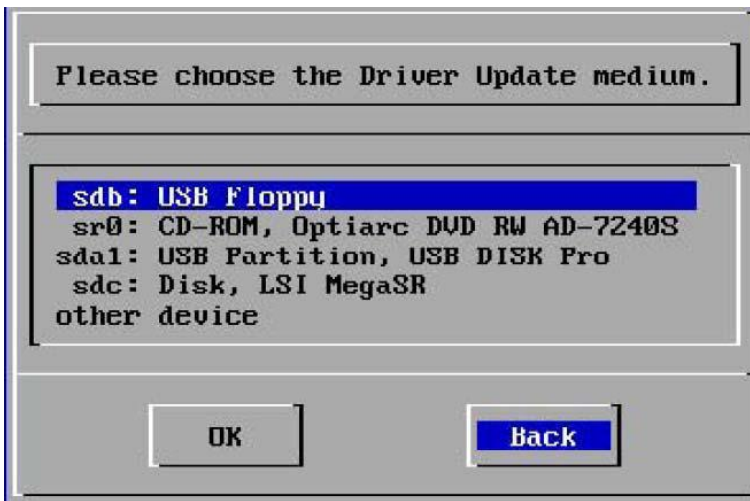 Please choose the Driver Update medium.
sdb: USB Floppy
sr0: CD-ROM, Optiarc DVD RW AD-7240S
sda1: USB Partition, USB DISK Pro
sdc: Disk, LSI MegaSR
other device
OK
Back